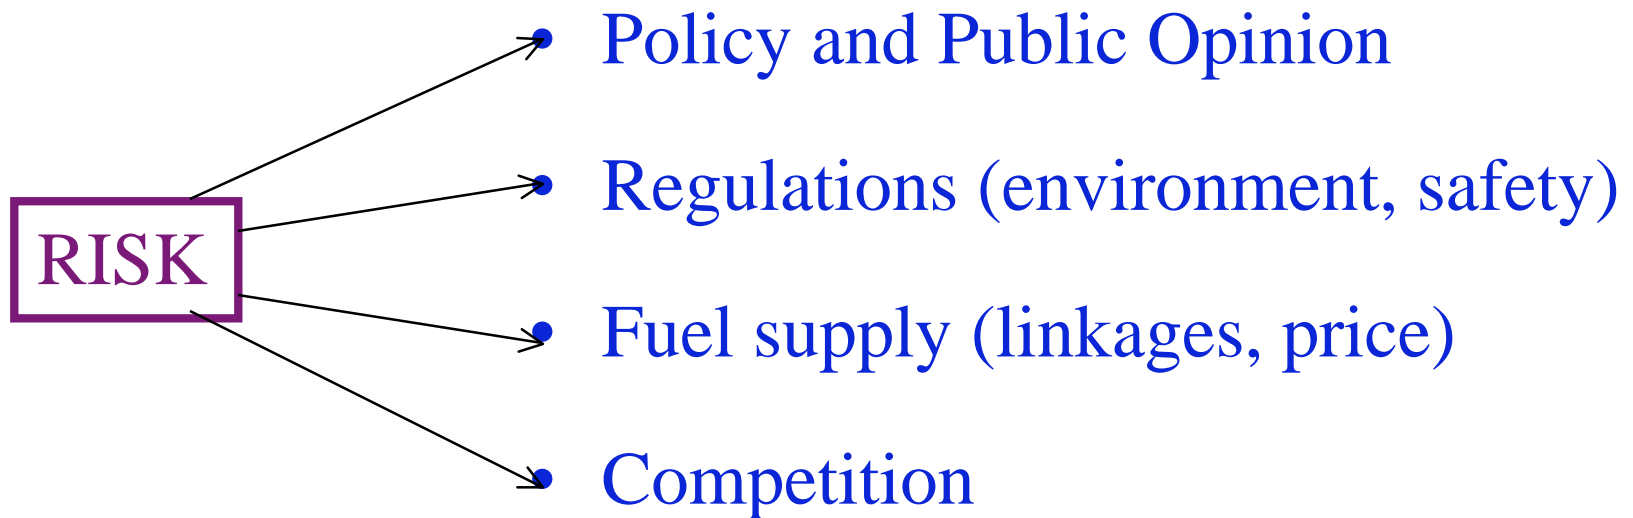 RISK
• Policy and Public Opinion
• Regulations (environment, safety)
• Fuel supply (linkages, price)
• Competition